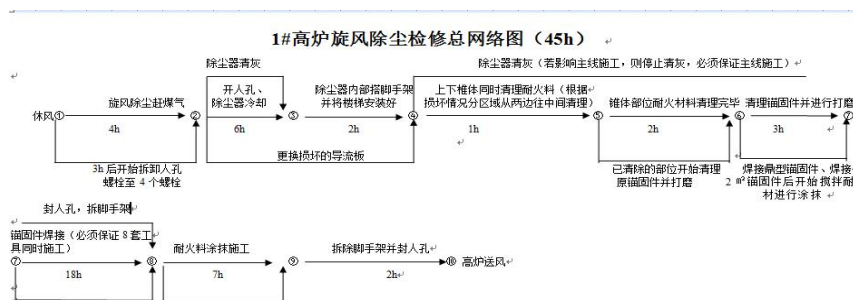 1#高炉旋风除尘检修总网络图（45h）
除尘器清灰
除尘器清灰（若影响主线施工，则停止清灰，必须保证主线施工）
休风①
旋风除尘赶煤气
4h
②
开人孔、
除尘器冷却
6h
③
除尘器内部搭脚手架
并将楼梯安装好
2h
④
上下椎体同时清理耐火料（根据
损坏情况分区域从两边往中间清理）
1h
⑤
锥体部位耐火材料清理完毕
2h
⑥
清理锚固件并进行打磨
3h
⑦
3h 后开始拆卸人孔
螺栓至 4 个螺栓
更换损坏的导流板
已清除的部位开始清理
原锚固件并打磨
焊接鼎型锚固件、焊接
2 m²锚固件后开始搅拌耐
材进行涂抹
封人孔，拆脚手架
锚固件焊接（必须保证 8 套工
具同时施工）
⑦
18h
⑧
耐火料涂抹施工
7h
⑨
拆除脚手架并封人孔
2h
⑩ 高炉送风